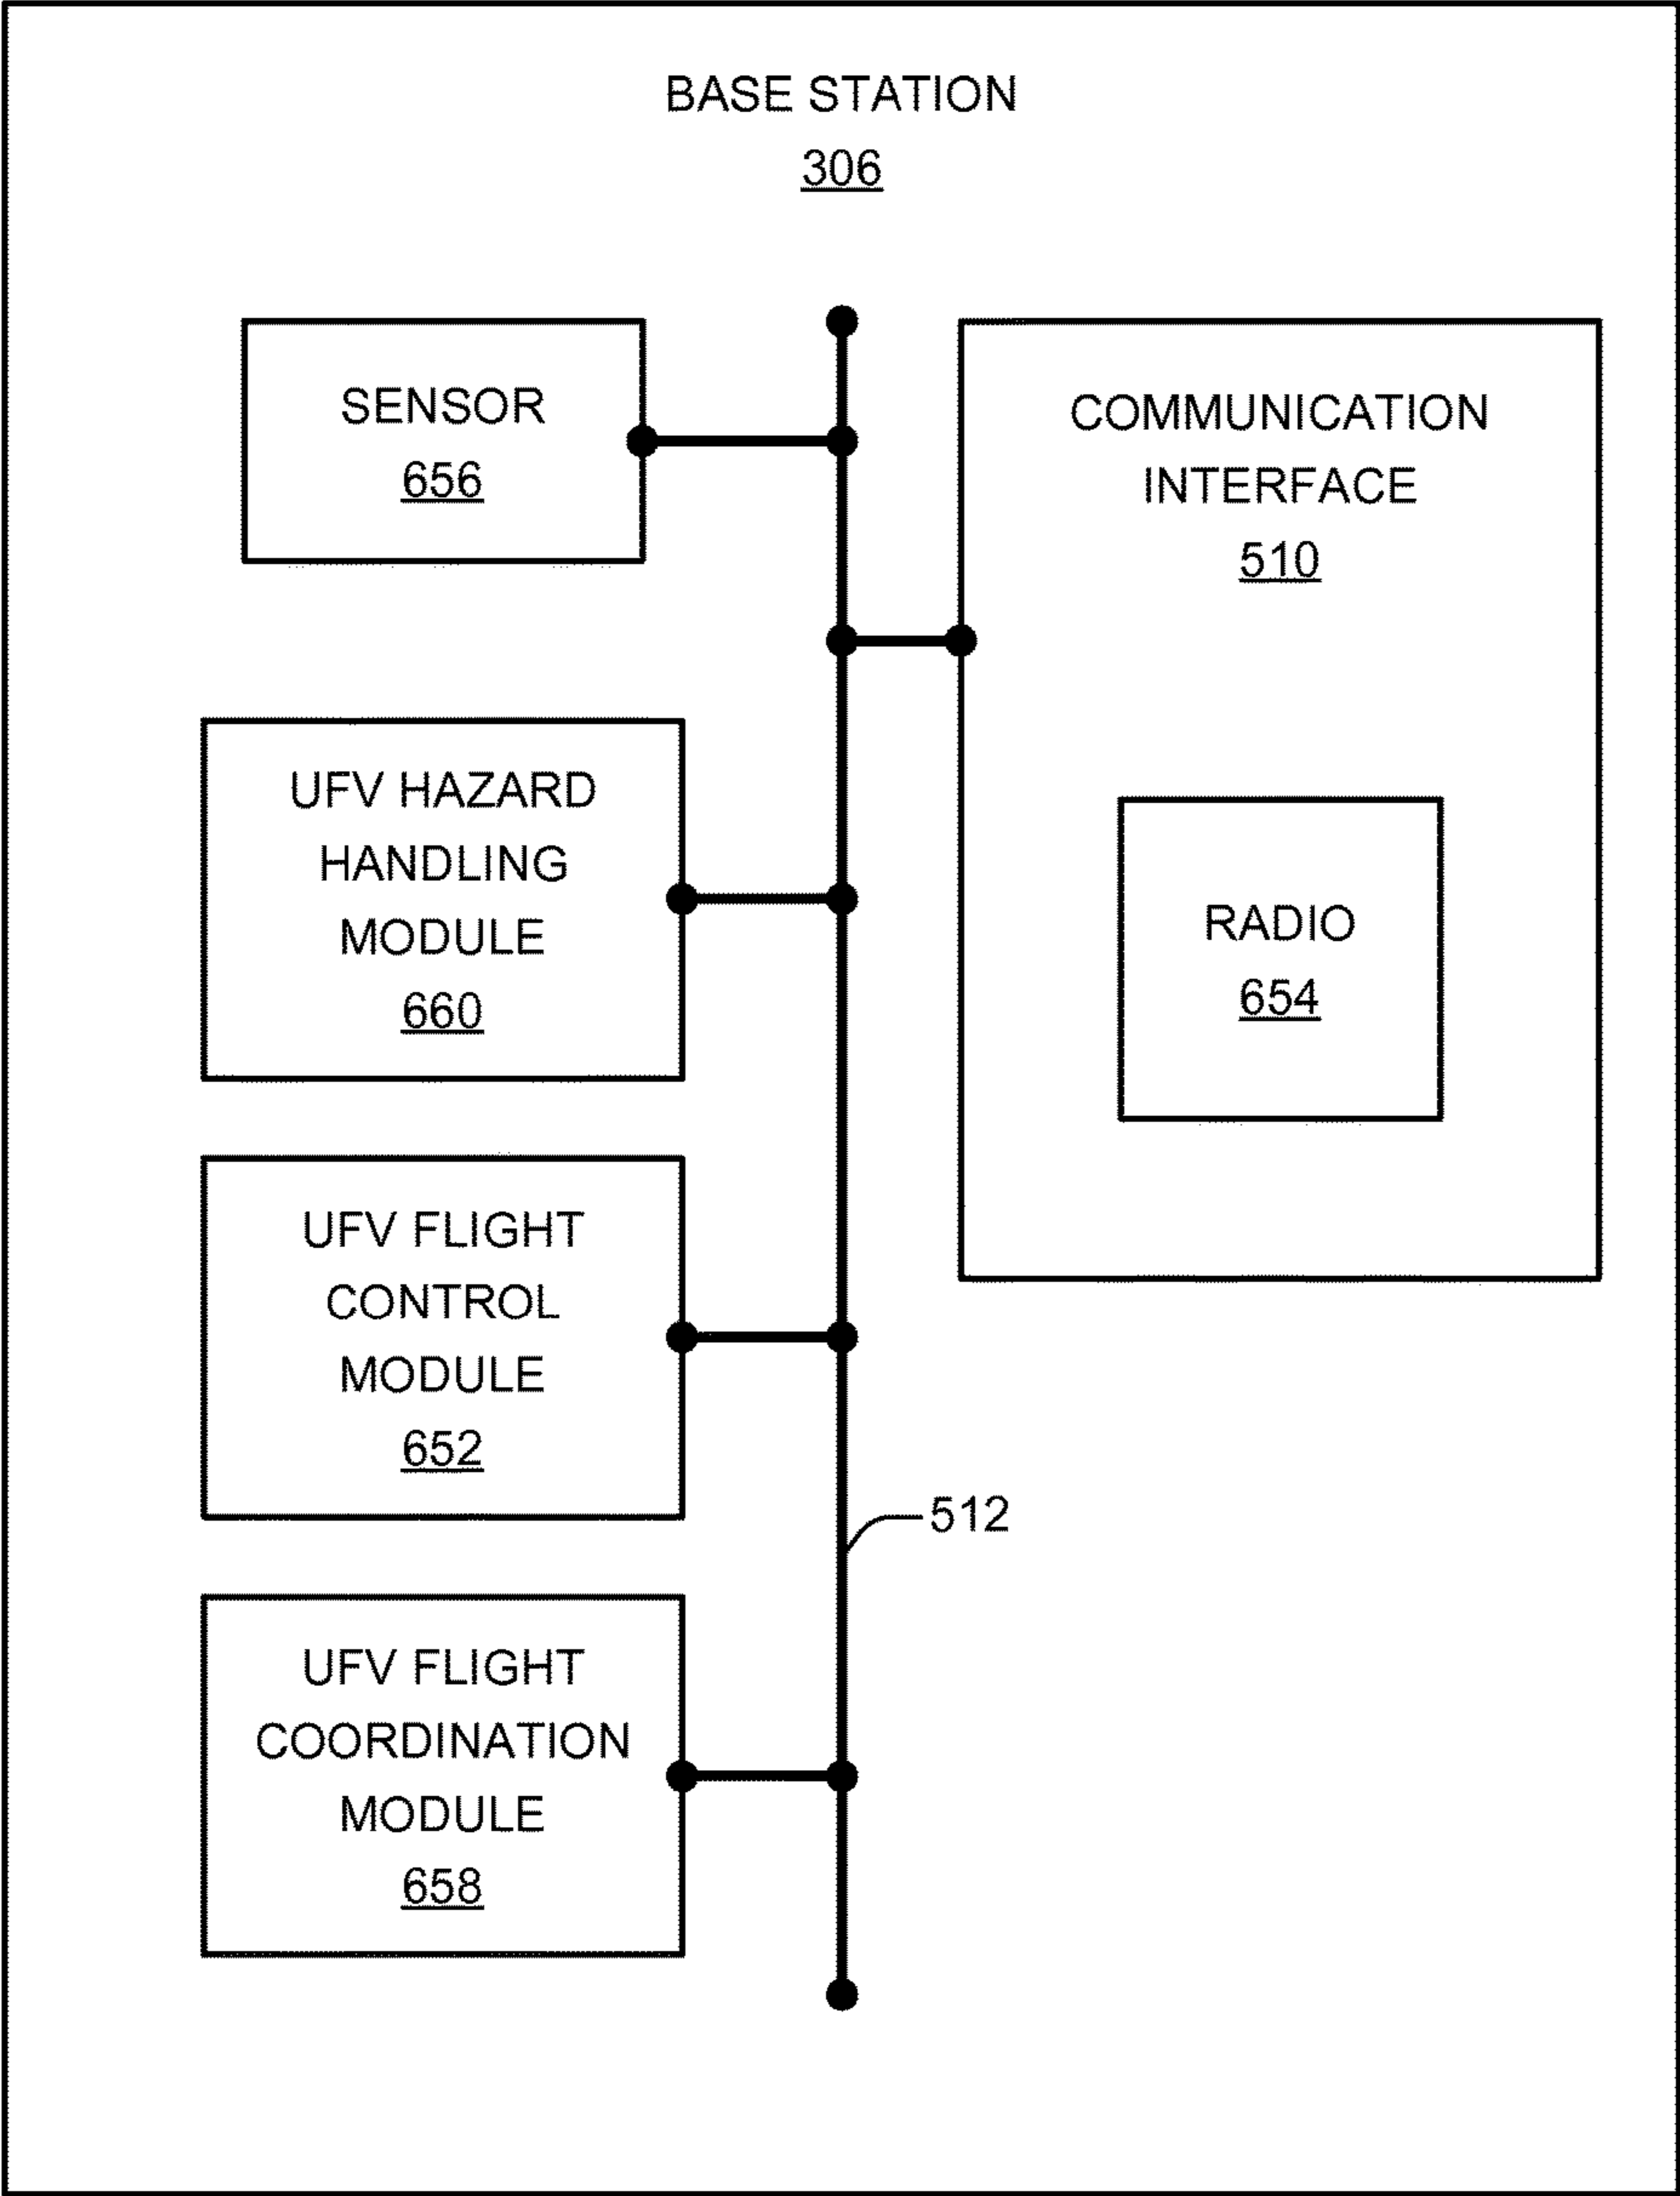 BASE STATION
306
SENSOR
656
COMMUNICATION
INTERFACE
510
RADIO
654
UFV HAZARD
HANDLING
MODULE
660
UFV FLIGHT
CONTROL
MODULE
652
512
UFV FLIGHT
COORDINATION
MODULE
658